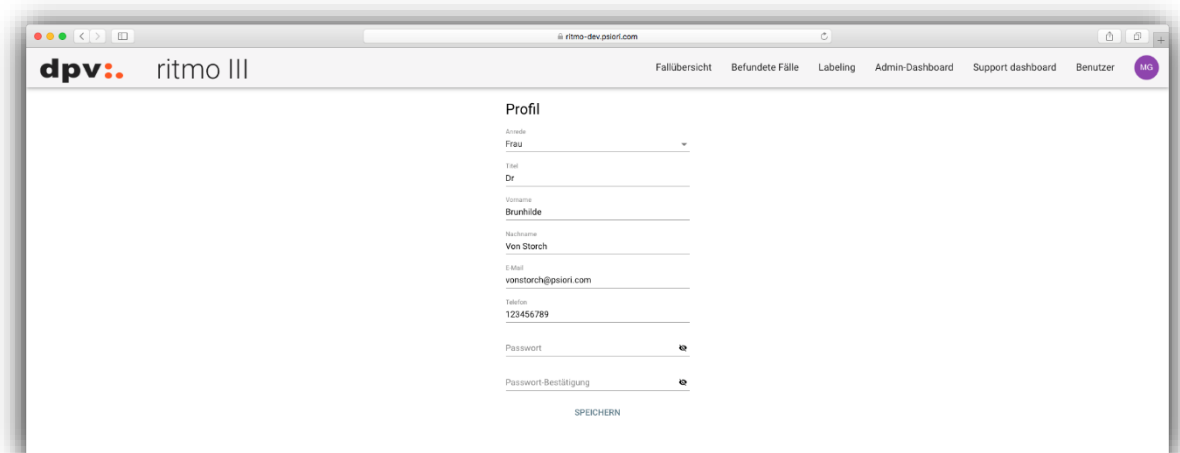 ritmo-dev.psiori.com
dpv:. ritmo III Fallübersicht Befundete Fälle Labeling Admin-Dashboard Support dashboard Benutzer MG
Profil
Anrede
Frau
Titel
Dr
Vorname
Brunhilde
Nachname
Von Storch
E-Mail
vonstorch@psiori.com
Telefon
123456789
Passwort
Passwort-Bestätigung
SPEICHERN